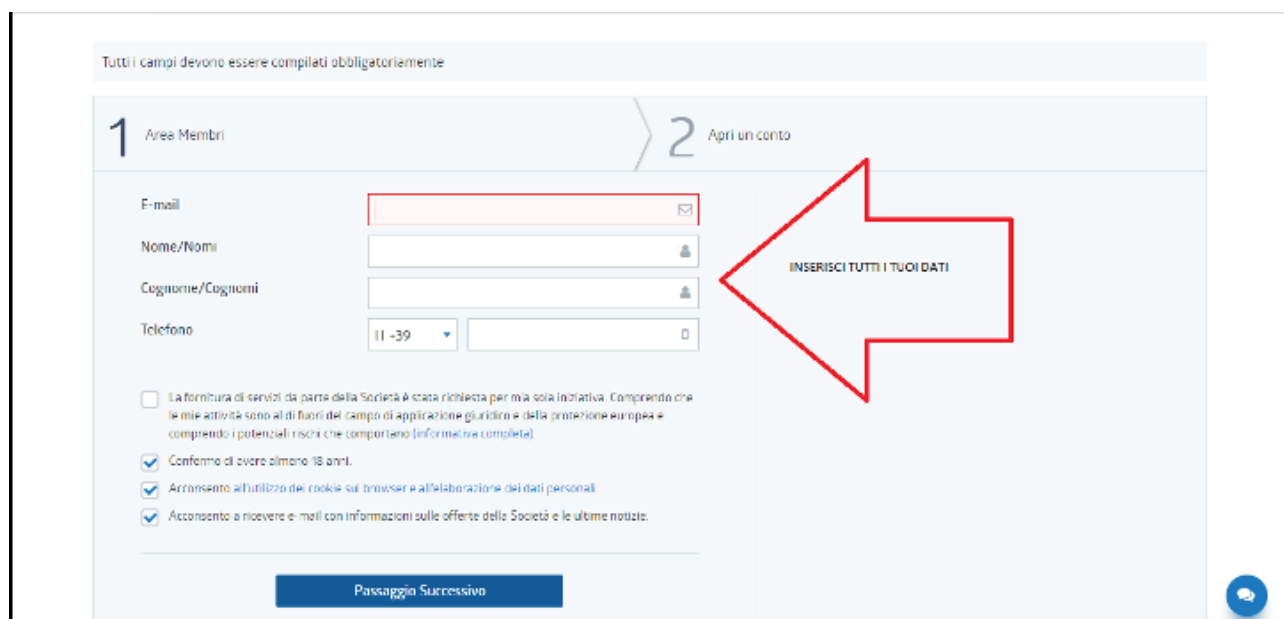 Tutti i campi devono essere compilati obbligatoriamente
1 Area Membri
2 Apri un conto
E-mail
Nome/Nomi
Cognome/Cognomi
Telefono
+39
INSERISCI TUTTI I TUOI DATI
La fornitura di servizi da parte della Società è stata richiesta per mia sola iniziativa. Comprendo che
le mie attività sono al di fuori del campo di applicazione giuridico e della protezione europea e
comprendo i potenziali rischi che comportano (informativa completa)
Confermo di avere almeno 18 anni.
Acconsento all'utilizzo dei cookie sul browser e all'elaborazione dei dati personali
Acconsento a ricevere e-mail con informazioni sulle offerte della Società e le ultime notizie.
Passaggio Successivo